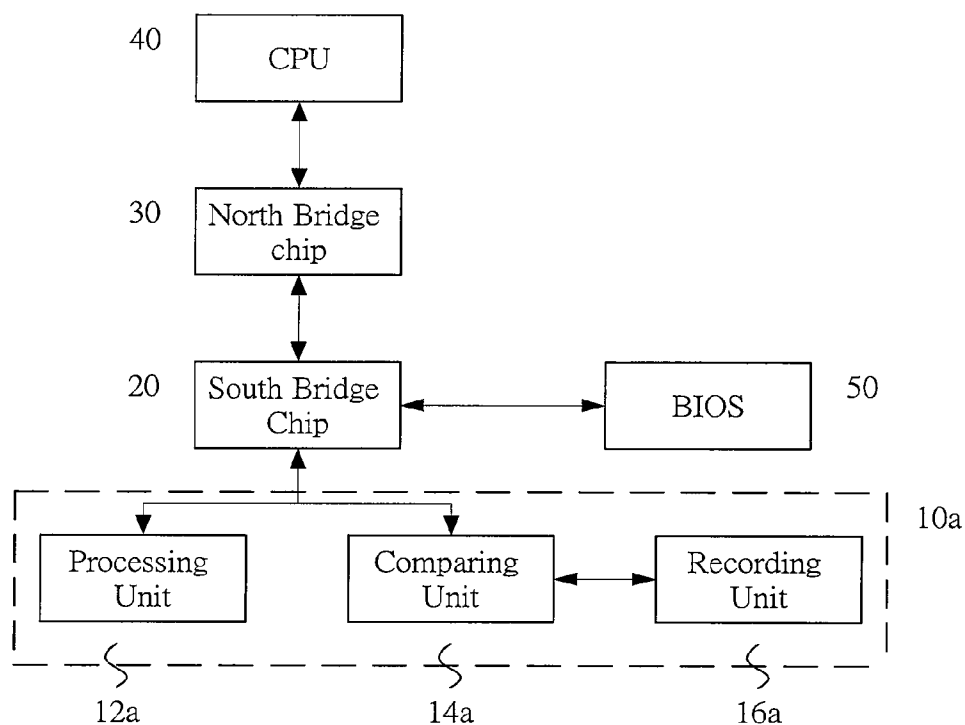 40
CPU
30
North Bridge
chip
20
South Bridge
Chip
BIOS
50
10a
Processing
Unit
Comparing
Unit
Recording
Unit
12a
14a
16a